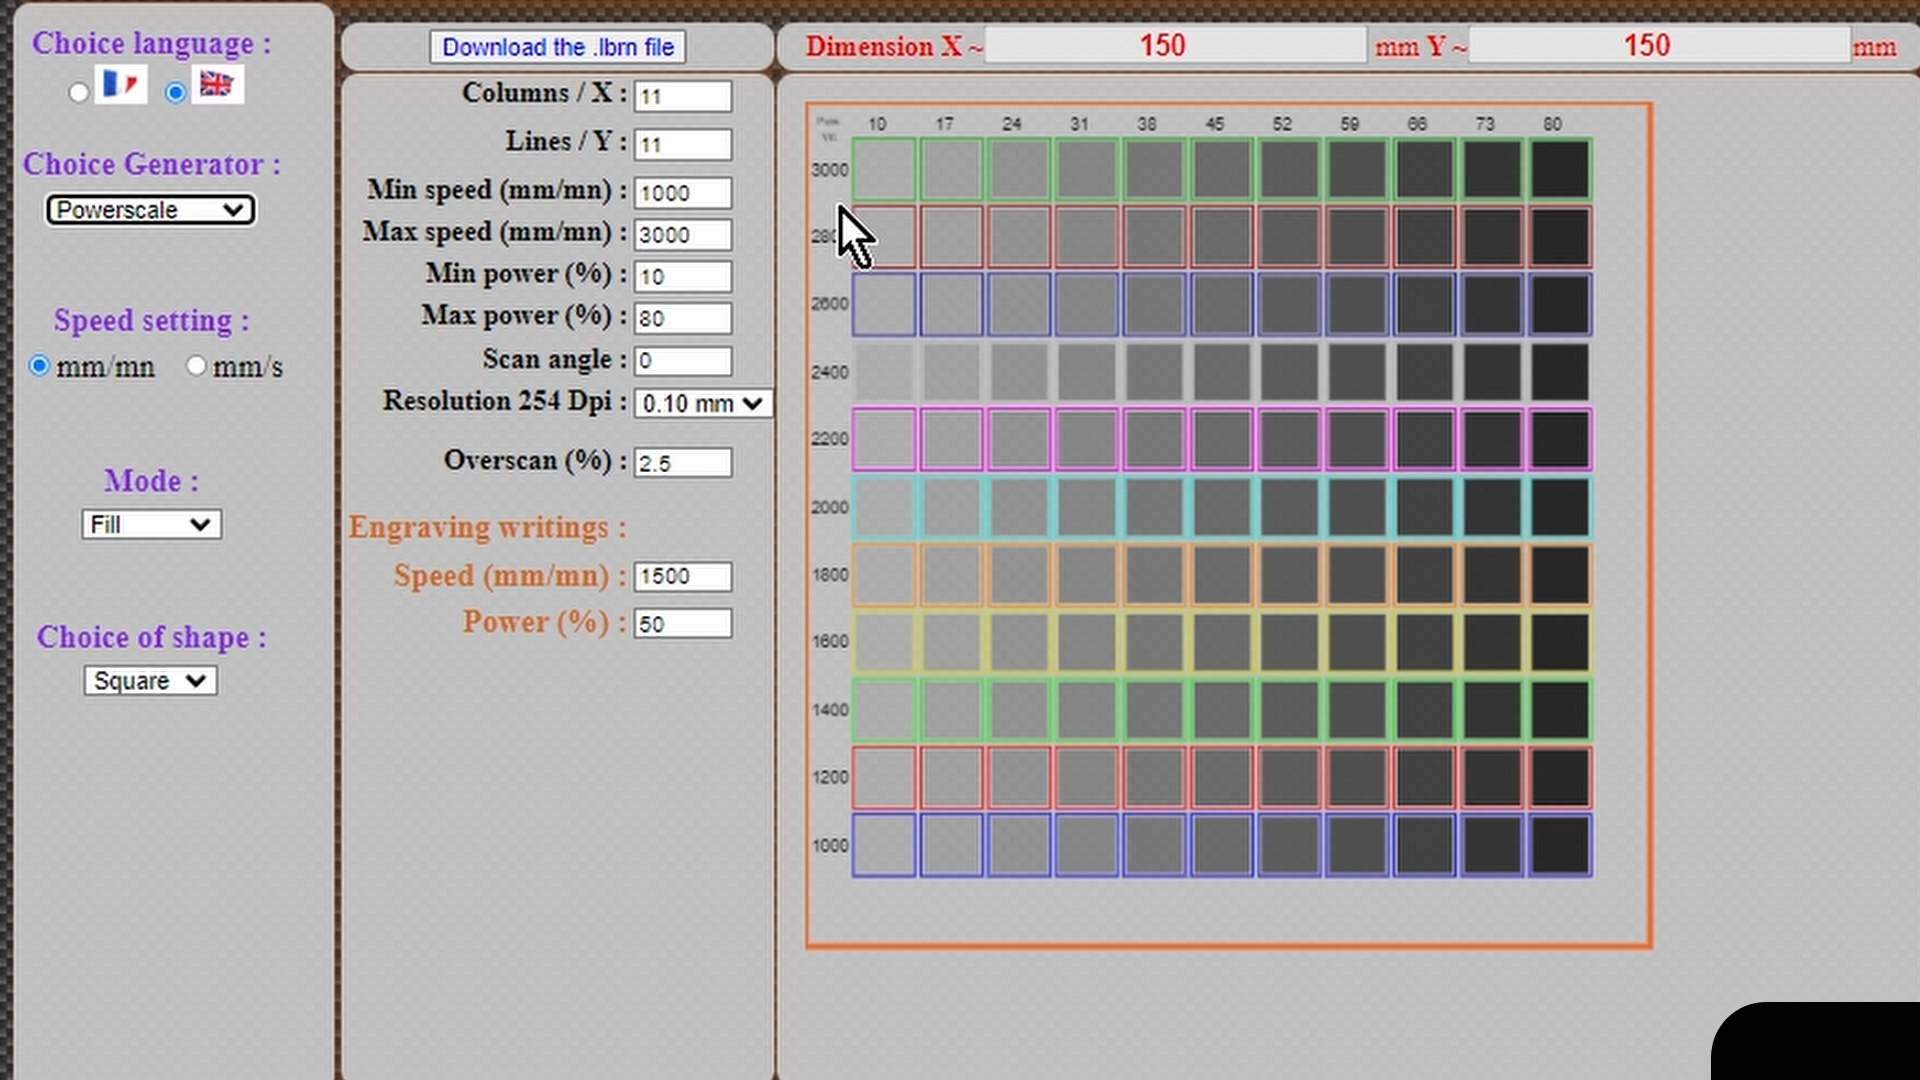 Choice language :
Choice Generator :
Powerscale
Speed setting :
mm/mn mm/s
Mode :
Fill
Choice of shape :
Square
Download the .lbrn file
Columns / X : 11
Lines / Y : 11
Min speed (mm/mn) : 1000
Max speed (mm/mn) : 3000
Min power (%) : 10
Max power (%) : 80
Scan angle : 0
Resolution 254 Dpi : 0.10 mm
Overscan (%) : 2.5
Engraving writings :
Speed (mm/mn) : 1500
Power (%) : 50
Dimension X ~ 150 mm Y ~ 150 mm
10 17 24 31 38 45 52 59 66 73 80
3000
2600
2400
2200
2000
1800
1600
1400
1200
1000